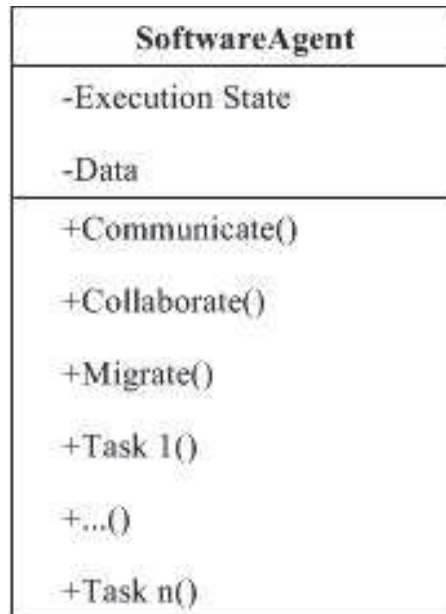 SoftwareAgent
-Execution State
-Data
+Communicate()
+Collaborate()
+Migrate()
+Task 1()
+...()
+Task n()